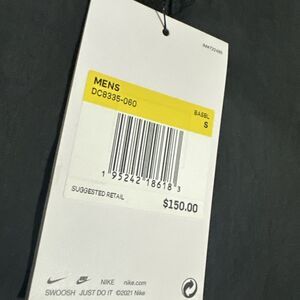 MENS
DC8335-060
BASBL
S
1 95242 18618 3
SUGGESTED RETAIL
$150.00
NIKE nike.com
SWOOSH JUST DO IT ©2021 Nike